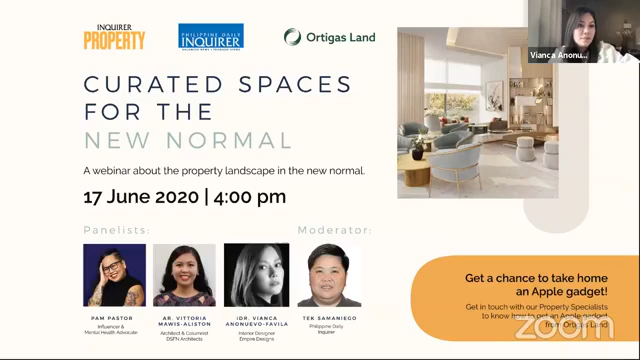 INQUIRER
PROPERTY
PHILIPPINE DAILY
INQUIRER
Ortigas Land
Vianca Anonu...
CURATED SPACES
FOR THE
NEW NORMAL
A webinar about the property landscape in the new normal.
17 June 2020 | 4:00 pm
Panelists:
Moderator:
PAM PASTOR
Influencer &
Mental Health Advocate
AR. VITTORIA
MAWIS-ALISTON
Architect & Columnist
DSFN Architects
IDR. VIANCA
ANONUEVO-FAVILA
Interior Designer
Empire Designs
TEK SAMANIEGO
Philippine Daily
Inquirer
Get a chance to take home
an Apple gadget!
Get in touch with our Property Specialists
to know how to get an Apple gadget
from Ortigas Land!
zoom